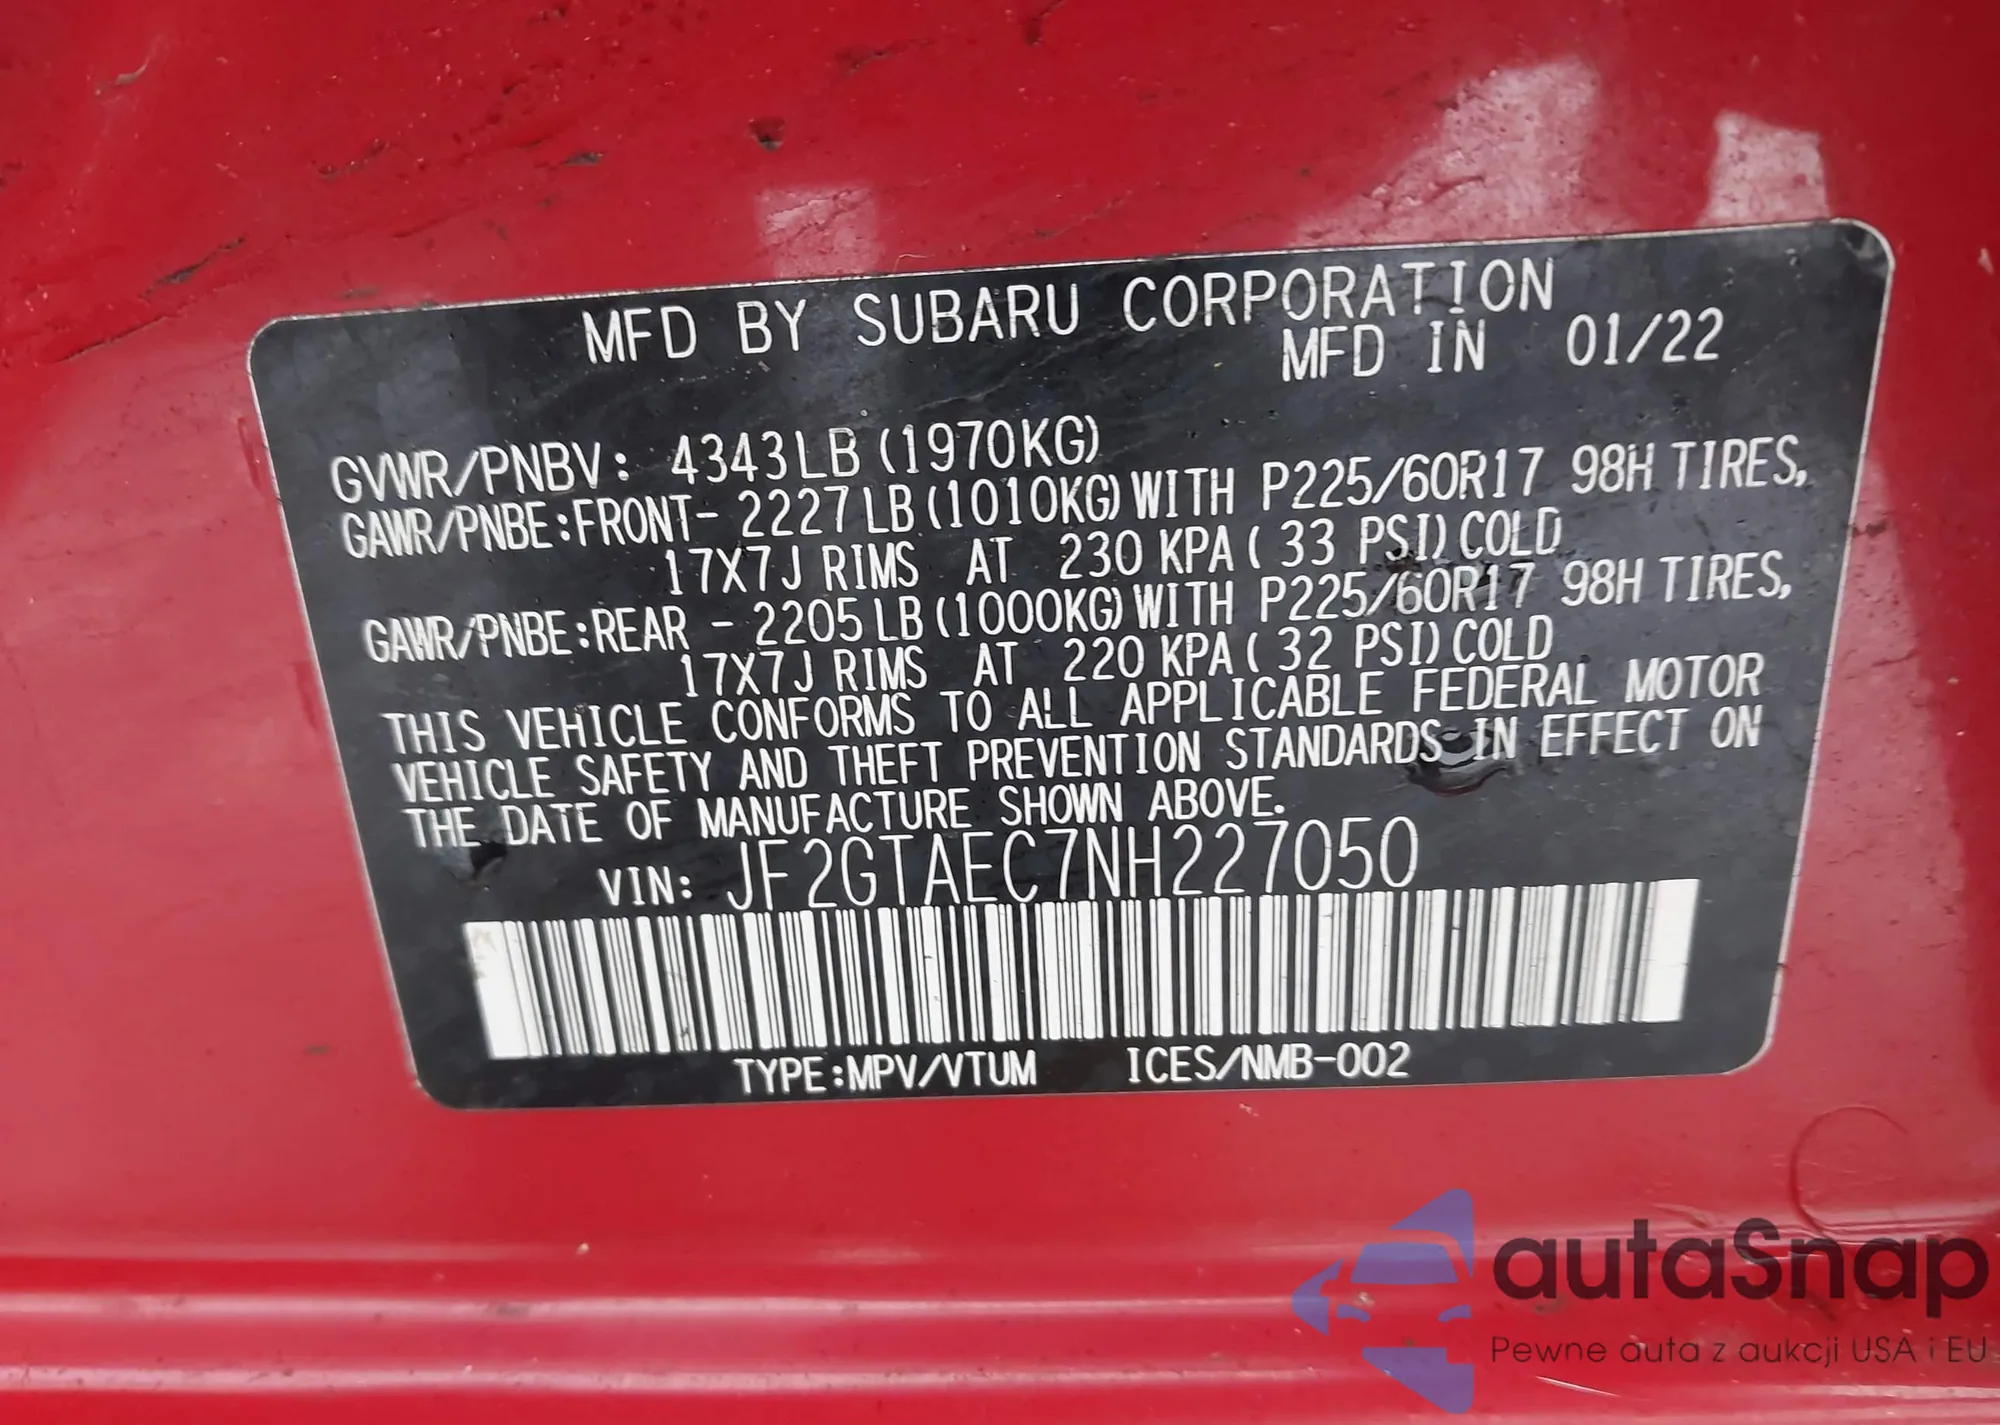 MFD BY SUBARU CORPORATION
MFD IN 01/22
GVWR/PNBV: 4343LB(1970KG)
GAWR/PNBE:FRONT- 2227LB(1010KG)WITH P225/60R17 98H TIRES,
17X7J RIMS AT 230 KPA( 33 PSI)COLD
GAWR/PNBE:REAR - 2205LB(1000KG)WITH P225/60R17 98H TIRES,
17X7J RIMS AT 220 KPA( 32 PSI)COLD
THIS VEHICLE CONFORMS TO ALL APPLICABLE FEDERAL MOTOR
VEHICLE SAFETY AND THEFT PREVENTION STANDARDS IN EFFECT ON
THE DATE OF MANUFACTURE SHOWN ABOVE.
VIN: JF2GTAEC7NH227050
TYPE:MPV/VTUM ICES/NMB-002
autaSnap
Pewne auta z aukcji USA i EU